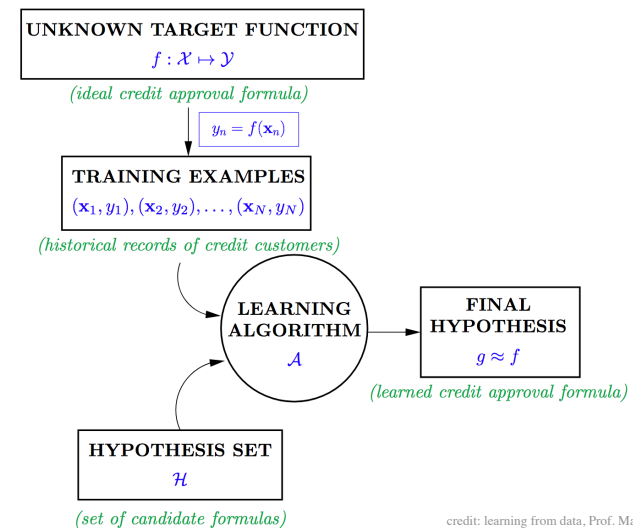 UNKNOWN TARGET FUNCTION
f : 𝒳 ↦ 𝒴
(ideal credit approval formula)
yₙ = f(𝐱ₙ)
TRAINING EXAMPLES
(𝐱₁, y₁), (𝐱₂, y₂), . . . , (𝐱_N, y_N)
(historical records of credit customers)
LEARNING
ALGORITHM
𝒜
FINAL
HYPOTHESIS
g ≈ f
(learned credit approval formula)
HYPOTHESIS SET
ℋ
(set of candidate formulas)
credit: learning from data, Prof.